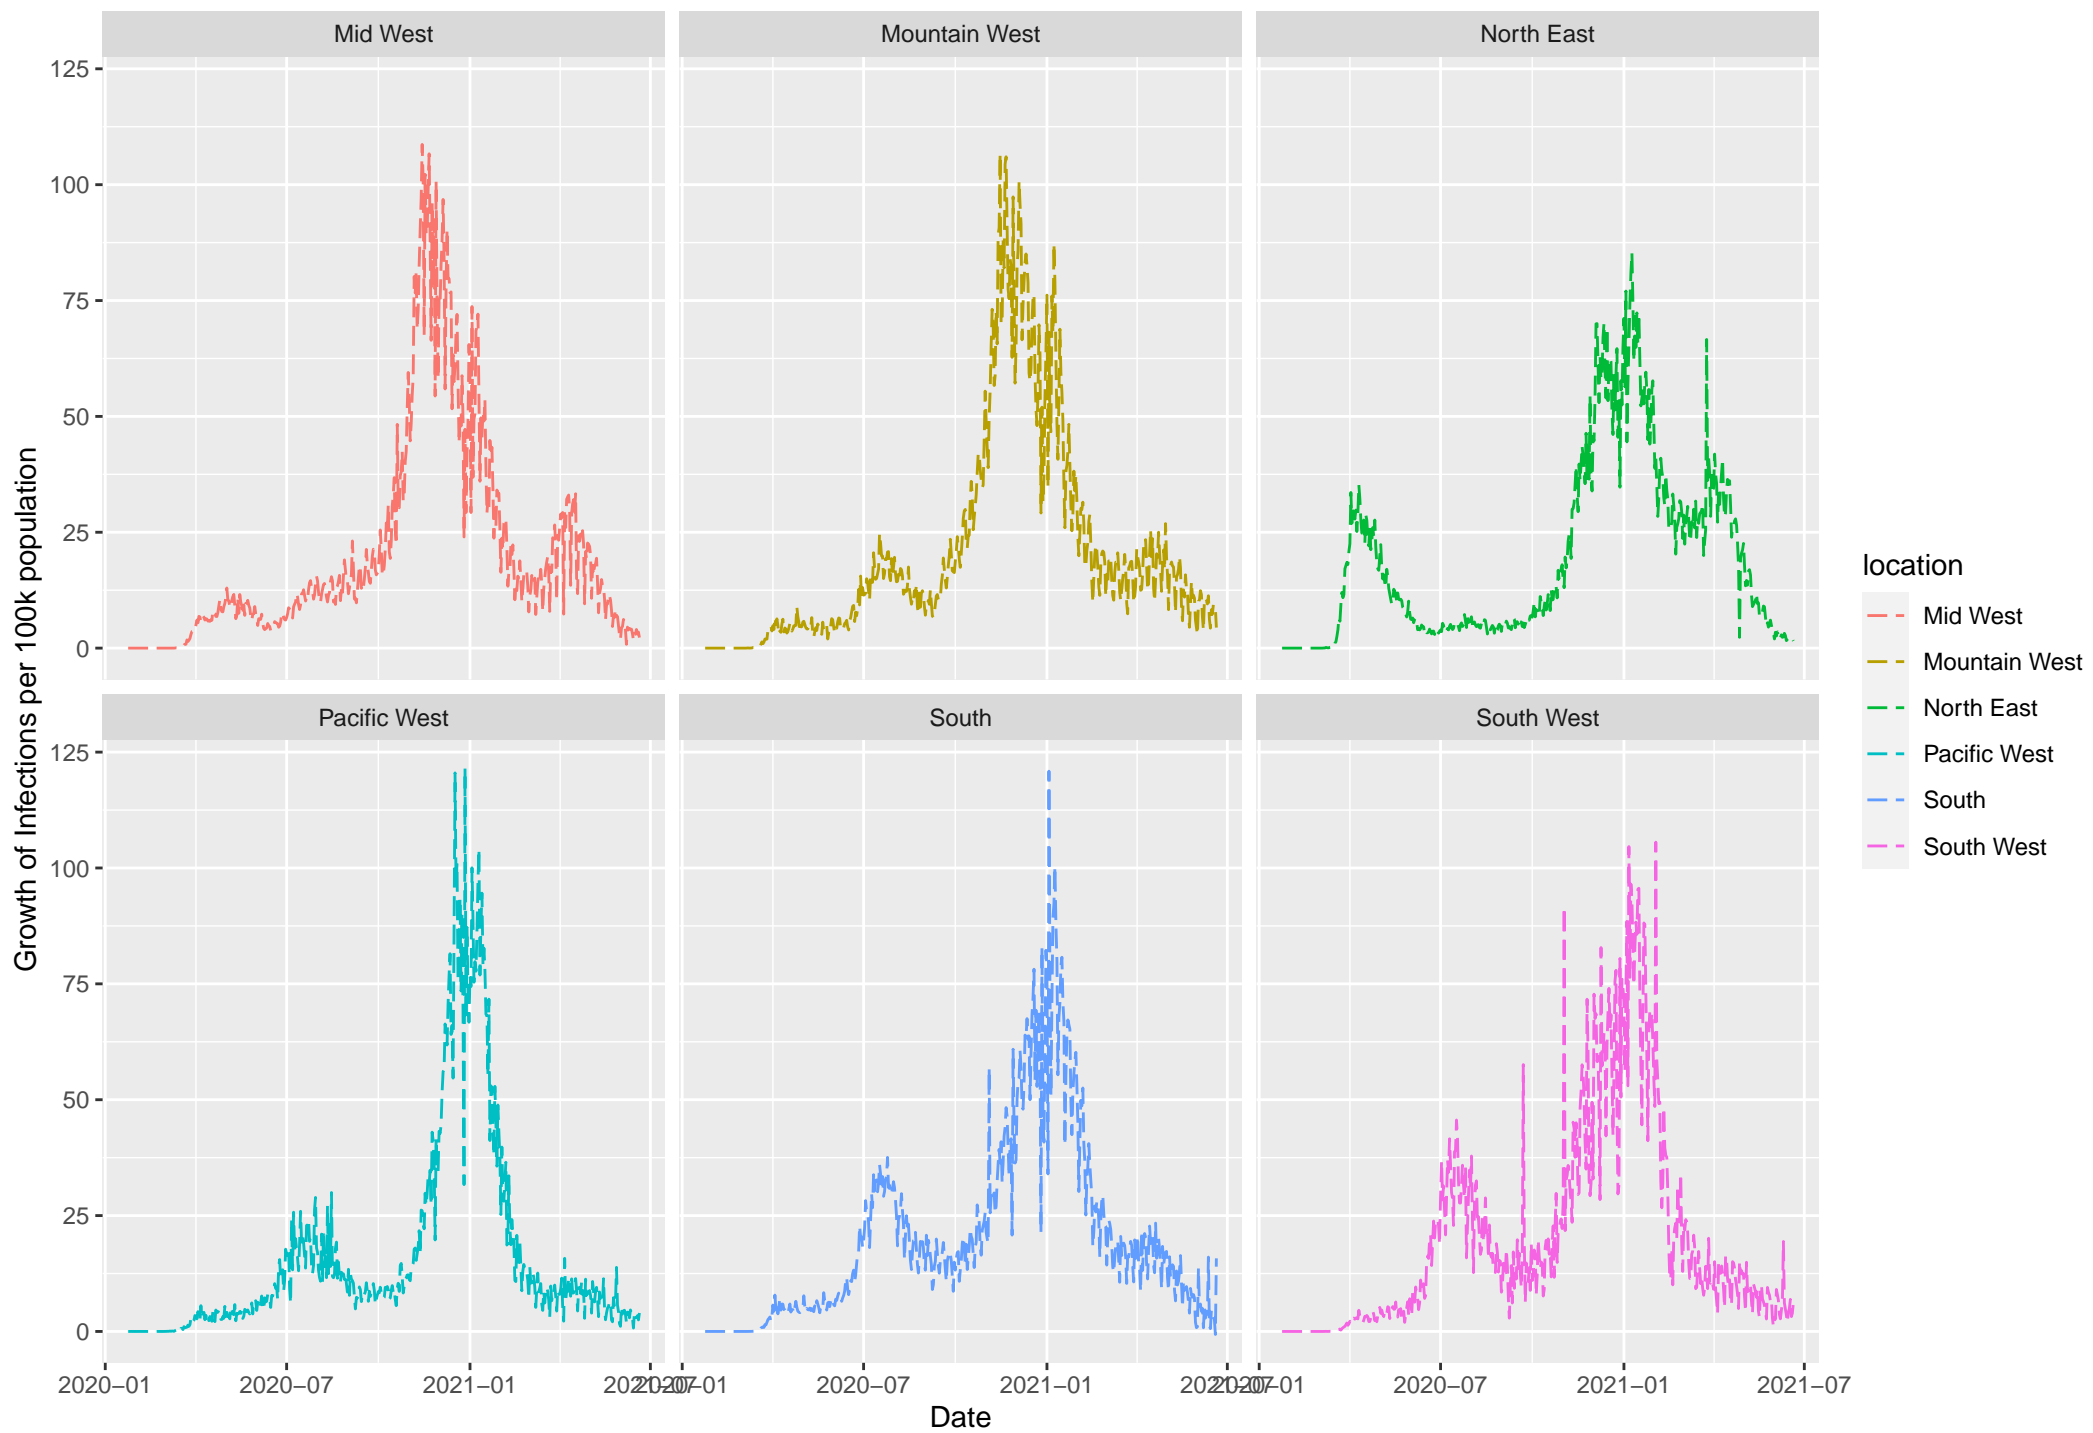 Mid West
Mountain West
North East
125
100
75
50
25
0
Growth of Infections per 100k population
Pacific West
South
South West
125
100
75
50
25
0
2020−01
2020−07
2021−01
2021−07
2020−01
2020−07
2021−01
2021−07
2020−01
2020−07
2021−01
2021−07
Date
location
Mid West
Mountain West
North East
Pacific West
South
South West